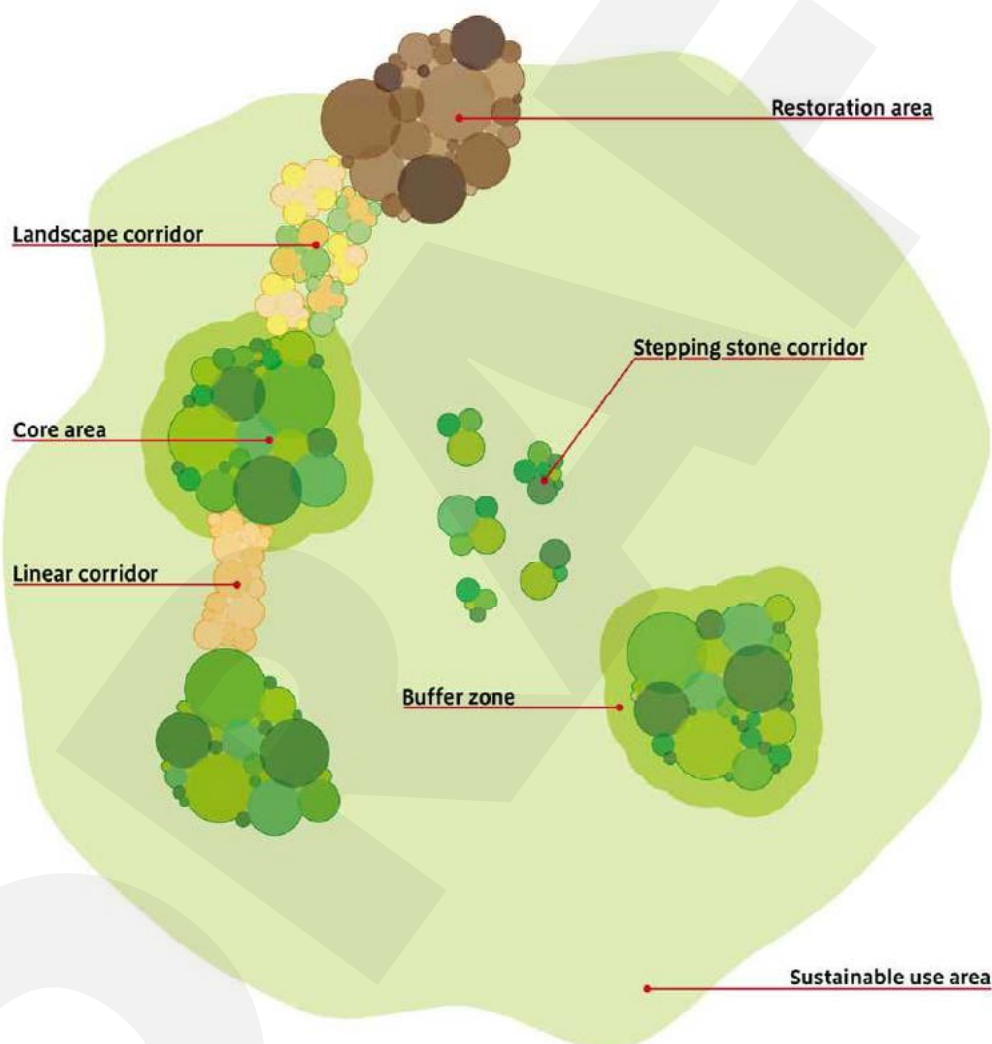 Restoration area
Landscape corridor
Stepping stone corridor
Core area
Linear corridor
Buffer zone
Sustainable use area